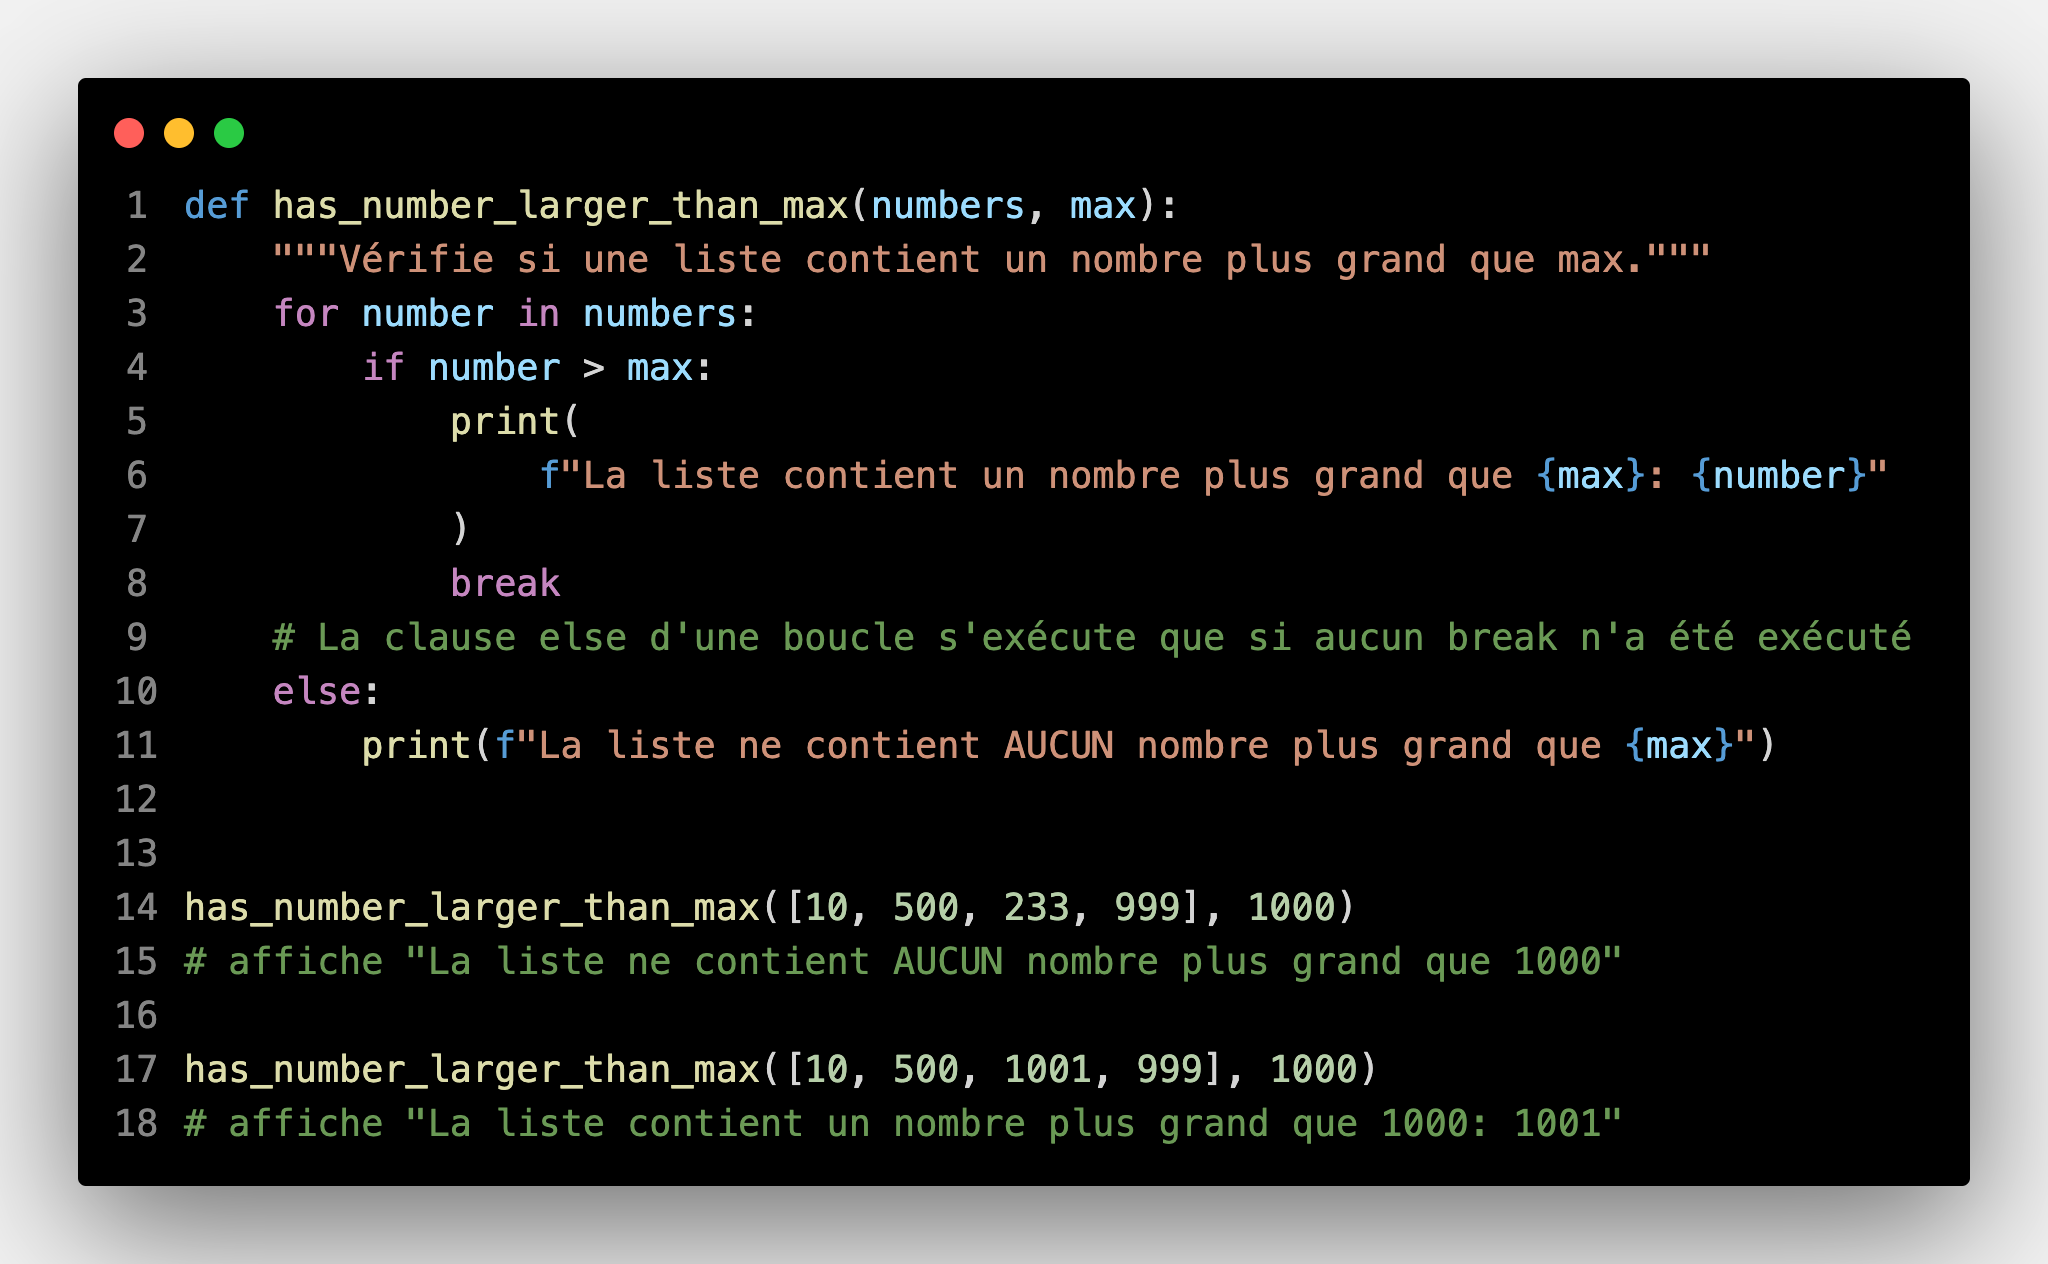 1 def has_number_larger_than_max(numbers, max):
2     """Vérifie si une liste contient un nombre plus grand que max."""
3     for number in numbers:
4         if number > max:
5             print(
6                 f"La liste contient un nombre plus grand que {max}: {number}"
7             )
8             break
9     # La clause else d'une boucle s'exécute que si aucun break n'a été exécuté
10     else:
11         print(f"La liste ne contient AUCUN nombre plus grand que {max}")
12
13
14 has_number_larger_than_max([10, 500, 233, 999], 1000)
15 # affiche "La liste ne contient AUCUN nombre plus grand que 1000"
16
17 has_number_larger_than_max([10, 500, 1001, 999], 1000)
18 # affiche "La liste contient un nombre plus grand que 1000: 1001"